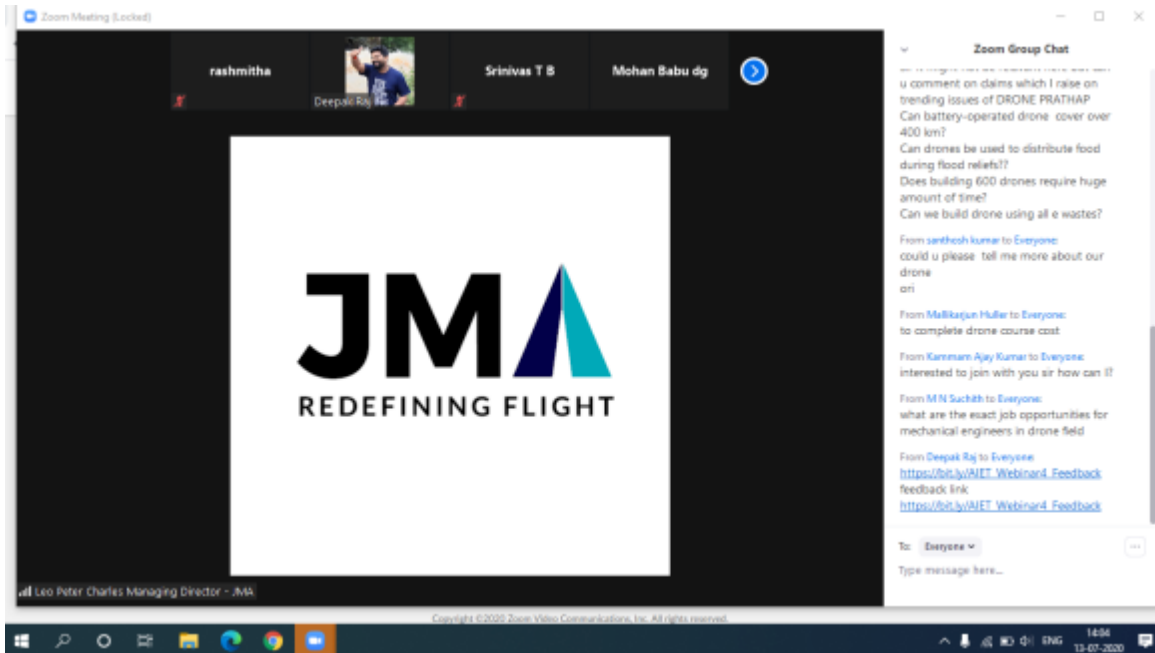 Zoom Meeting (Locked)
rashmitha
Deepak Raj
Srinivas T B
Mohan Babu dg
JMA
REDEFINING FLIGHT
Leo Peter Charles Managing Director - JMA
Zoom Group Chat
u comment on claims which I raise on
trending issues of DRONE PRATHAP
Can battery-operated drone cover over
400 km?
Can drones be used to distribute food
during flood reliefs??
Does building 600 drones require huge
amount of time?
Can we build drone using all e wastes?
From santhosh kumar to Everyone:
could u please tell me more about our
drone
ori
From Mallikarjun Huller to Everyone:
to complete drone course cost
From Kammam Ajay Kumar to Everyone:
interested to join with you sir how can I?
From M N Suchith to Everyone:
what are the exact job opportunities for
mechanical engineers in drone field
From Deepak Raj to Everyone:
https://bit.ly/AIET_Webinar4_Feedback
feedback link
https://bit.ly/AIET_Webinar4_Feedback
To: Everyone
Type message here...
Copyright ©2020 Zoom Video Communications, Inc. All rights reserved.
ENG
14:04
13-07-2020